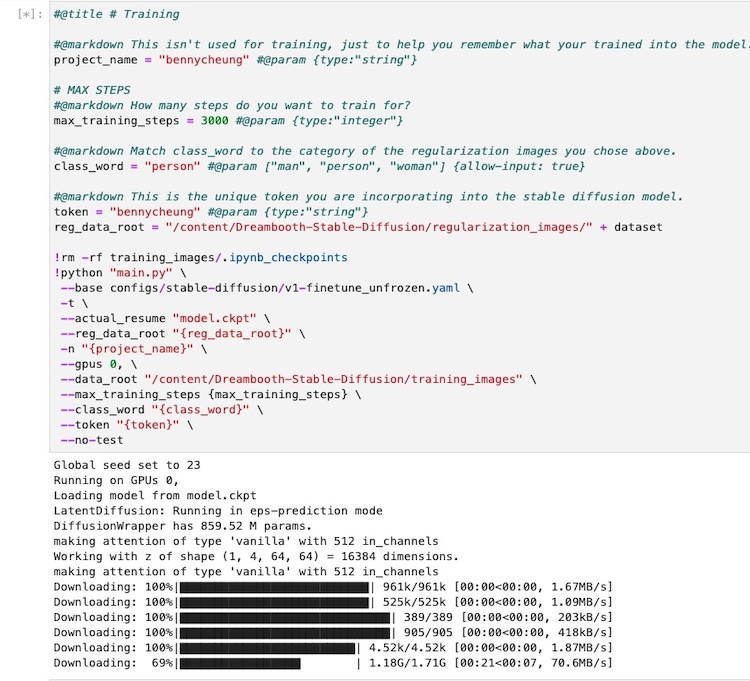 [*]: #@title # Training
#@markdown This isn't used for training, just to help you remember what your trained into the model.
project_name = "bennycheung" #@param {type:"string"}
# MAX STEPS
#@markdown How many steps do you want to train for?
max_training_steps = 3000 #@param {type:"integer"}
#@markdown Match class_word to the category of the regularization images you chose above.
class_word = "person" #@param ["man", "person", "woman"] {allow-input: true}
#@markdown This is the unique token you are incorporating into the stable diffusion model.
token = "bennycheung" #@param {type:"string"}
reg_data_root = "/content/Dreambooth-Stable-Diffusion/regularization_images/" + dataset
!rm -rf training_images/.ipynb_checkpoints
!python "main.py" \
--base configs/stable-diffusion/v1-finetune_unfrozen.yaml \
-t \
--actual_resume "model.ckpt" \
--reg_data_root "{reg_data_root}" \
-n "{project_name}" \
--gpus 0, \
--data_root "/content/Dreambooth-Stable-Diffusion/training_images" \
--max_training_steps {max_training_steps} \
--class_word "{class_word}" \
--token "{token}" \
--no-test
Global seed set to 23
Running on GPUs 0,
Loading model from model.ckpt
LatentDiffusion: Running in eps-prediction mode
DiffusionWrapper has 859.52 M params.
making attention of type 'vanilla' with 512 in_channels
Working with z of shape (1, 4, 64, 64) = 16384 dimensions.
making attention of type 'vanilla' with 512 in_channels
Downloading: 100%| | 961k/961k [00:00<00:00, 1.67MB/s]
Downloading: 100%| | 525k/525k [00:00<00:00, 1.09MB/s]
Downloading: 100%| | 389/389 [00:00<00:00, 203kB/s]
Downloading: 100%| | 905/905 [00:00<00:00, 418kB/s]
Downloading: 100%| | 4.52k/4.52k [00:00<00:00, 1.87MB/s]
Downloading: 69%| | 1.18G/1.71G [00:21<00:07, 70.6MB/s]